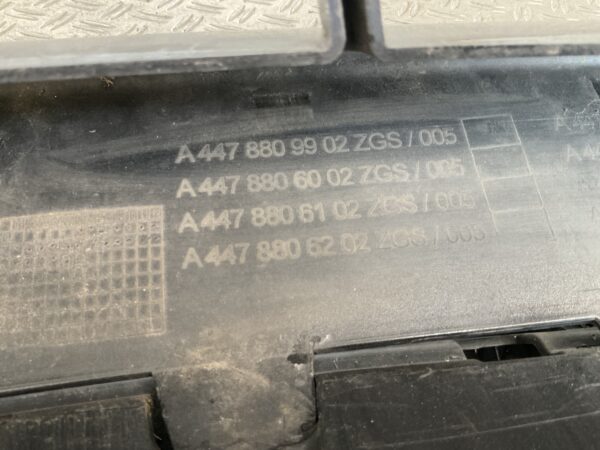 A 447 880 99 02 ZGS / 005
A 447 880 60 02 ZGS / 005
A 447 880 61 02 ZGS / 005
A 447 880 62 02 ZGS / 005